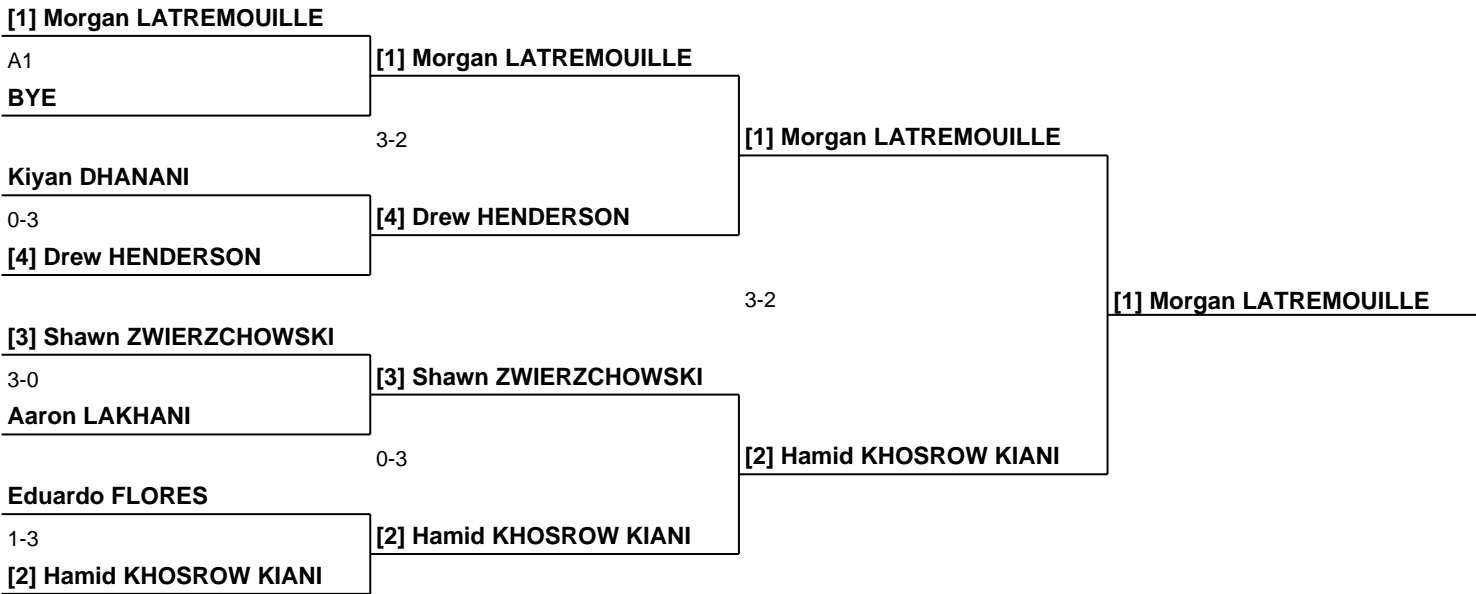 [1] Morgan LATREMOUILLE
A1
BYE
[1] Morgan LATREMOUILLE
3-2
[1] Morgan LATREMOUILLE
Kiyan DHANANI
0-3
[4] Drew HENDERSON
[4] Drew HENDERSON
3-2
[1] Morgan LATREMOUILLE
[3] Shawn ZWIERZCHOWSKI
3-0
Aaron LAKHANI
[3] Shawn ZWIERZCHOWSKI
0-3
[2] Hamid KHOSROW KIANI
Eduardo FLORES
1-3
[2] Hamid KHOSROW KIANI
[2] Hamid KHOSROW KIANI